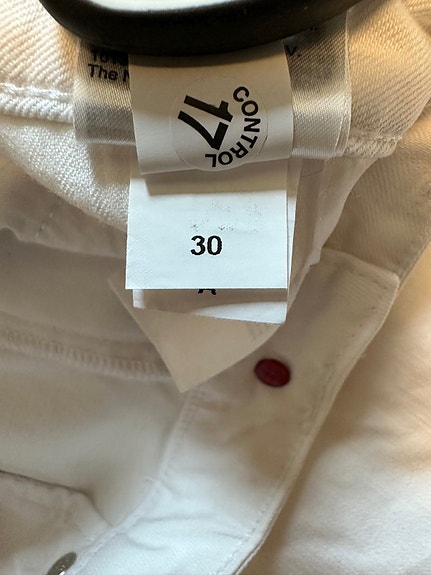 The
CONTROL
17
30
A